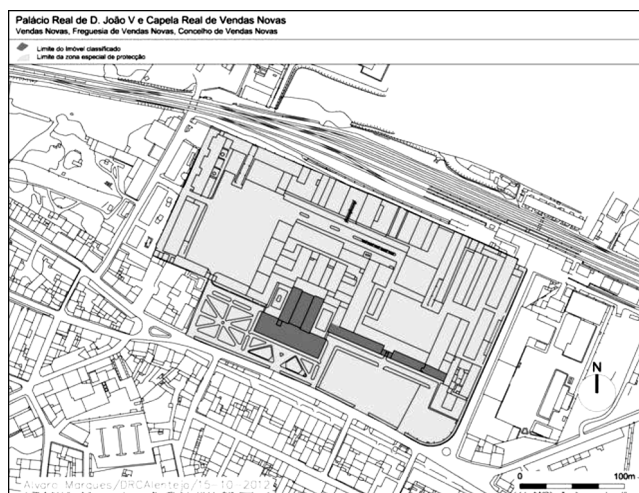 Palácio Real de D. João V e Capela Real de Vendas Novas
Vendas Novas, Freguesia de Vendas Novas, Concelho de Vendas Novas
Limite do Imóvel classificado
Limite da zona especial de protecção
N
0 100m
Alvaro Marques/DRCAlentejo/15-10-2012